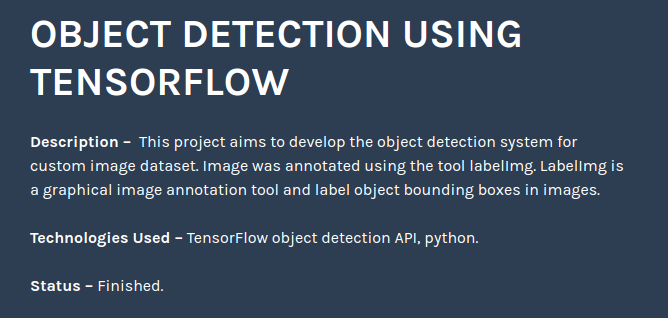 OBJECT DETECTION USING
TENSORFLOW
Description – This project aims to develop the object detection system for
custom image dataset. Image was annotated using the tool labelImg. LabelImg is
a graphical image annotation tool and label object bounding boxes in images.
Technologies Used – TensorFlow object detection API, python.
Status – Finished.